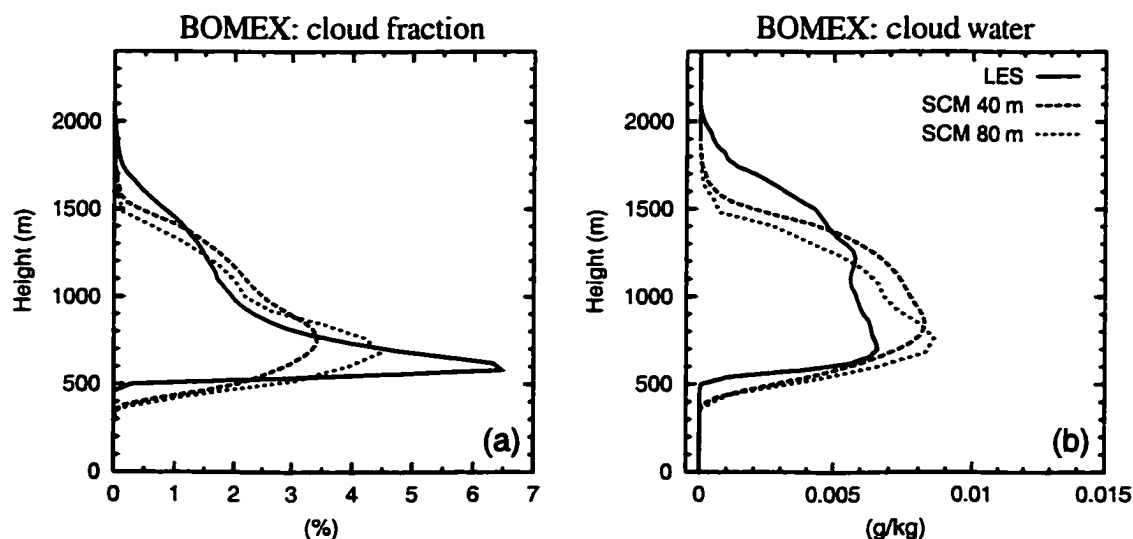 BOMEX: cloud fraction
2000
1500
1000
500
0
Height (m)
0 1 2 3 4 5 6 7
(%)
(a)
BOMEX: cloud water
LES
SCM 40 m
SCM 80 m
2000
1500
1000
500
0
Height (m)
0 0.005 0.01 0.015
(g/kg)
(b)